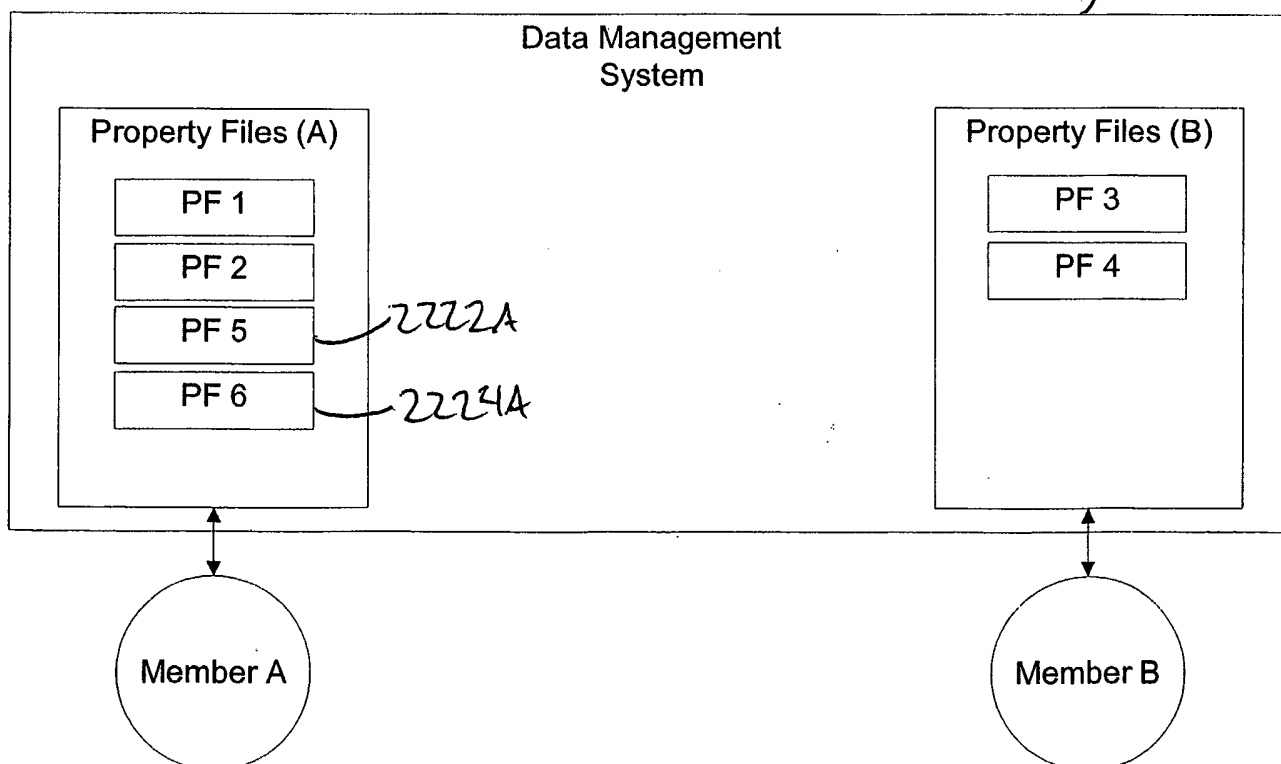 Data Management
System
Property Files (A)
PF 1
PF 2
PF 5
PF 6
2222A
2224A
Property Files (B)
PF 3
PF 4
Member A
Member B